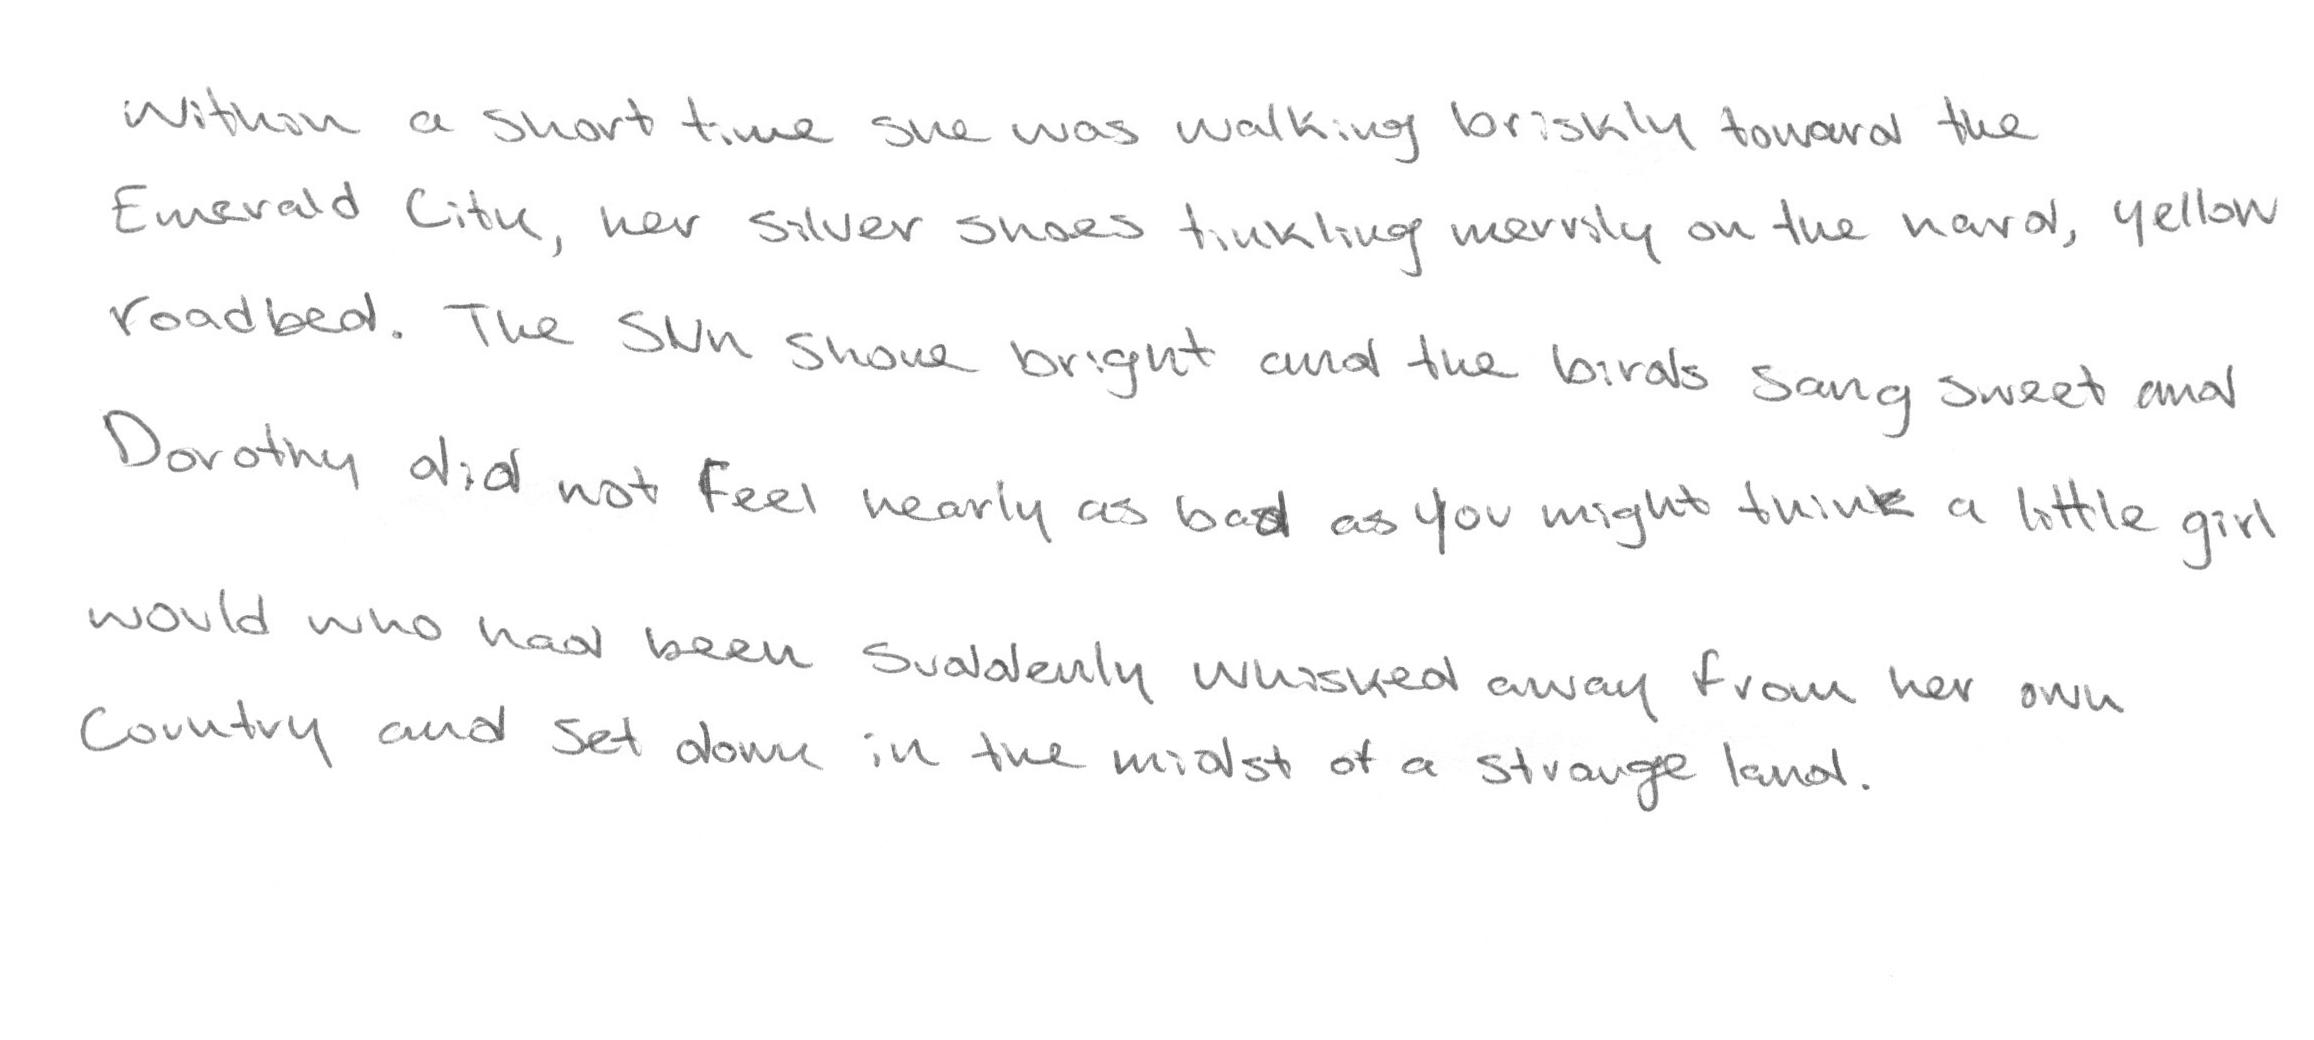 Within a short time she was walking briskly toward the
Emerald City, her silver shoes tinkling merrily on the hard, yellow
roadbed. The sun shone bright and the birds sang sweet and
Dorothy did not feel nearly as bad as you might think a little girl
would who had been suddenly whisked away from her own
country and set down in the midst of a strange land.